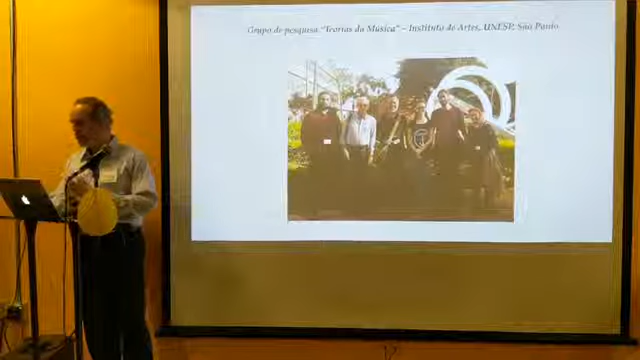 Grupo de pesquisa "Teorias da Música" – Instituto de Artes, UNESP, São Paulo